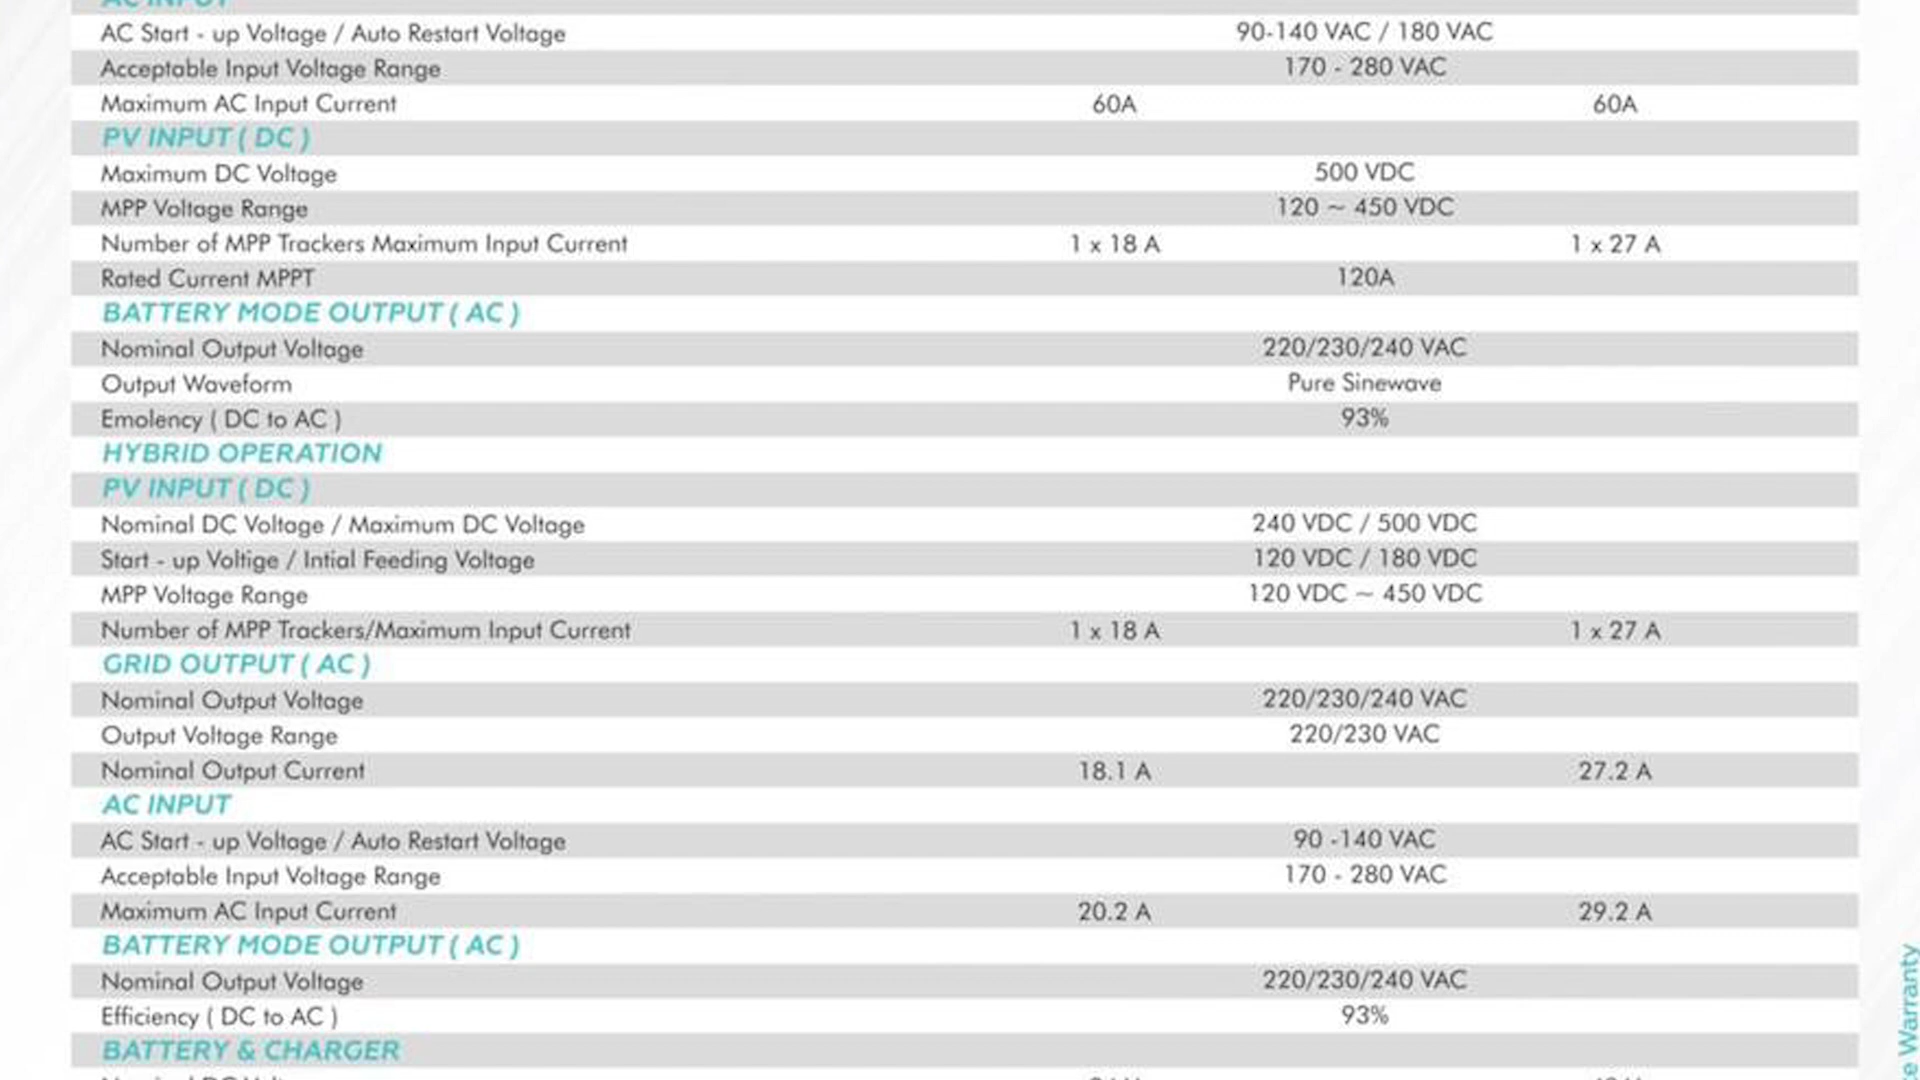 AC INPUT
AC Start - up Voltage / Auto Restart Voltage 90-140 VAC / 180 VAC
Acceptable Input Voltage Range 170 - 280 VAC
Maximum AC Input Current 60A 60A
PV INPUT ( DC )
Maximum DC Voltage 500 VDC
MPP Voltage Range 120 ~ 450 VDC
Number of MPP Trackers Maximum Input Current 1 x 18 A 1 x 27 A
Rated Current MPPT 120A
BATTERY MODE OUTPUT ( AC )
Nominal Output Voltage 220/230/240 VAC
Output Waveform Pure Sinewave
Emolency ( DC to AC ) 93%
HYBRID OPERATION
PV INPUT ( DC )
Nominal DC Voltage / Maximum DC Voltage 240 VDC / 500 VDC
Start - up Voltige / Intial Feeding Voltage 120 VDC / 180 VDC
MPP Voltage Range 120 VDC ~ 450 VDC
Number of MPP Trackers/Maximum Input Current 1 x 18 A 1 x 27 A
GRID OUTPUT ( AC )
Nominal Output Voltage 220/230/240 VAC
Output Voltage Range 220/230 VAC
Nominal Output Current 18.1 A 27.2 A
AC INPUT
AC Start - up Voltage / Auto Restart Voltage 90 -140 VAC
Acceptable Input Voltage Range 170 - 280 VAC
Maximum AC Input Current 20.2 A 29.2 A
BATTERY MODE OUTPUT ( AC )
Nominal Output Voltage 220/230/240 VAC
Efficiency ( DC to AC ) 93%
BATTERY & CHARGER
Warranty